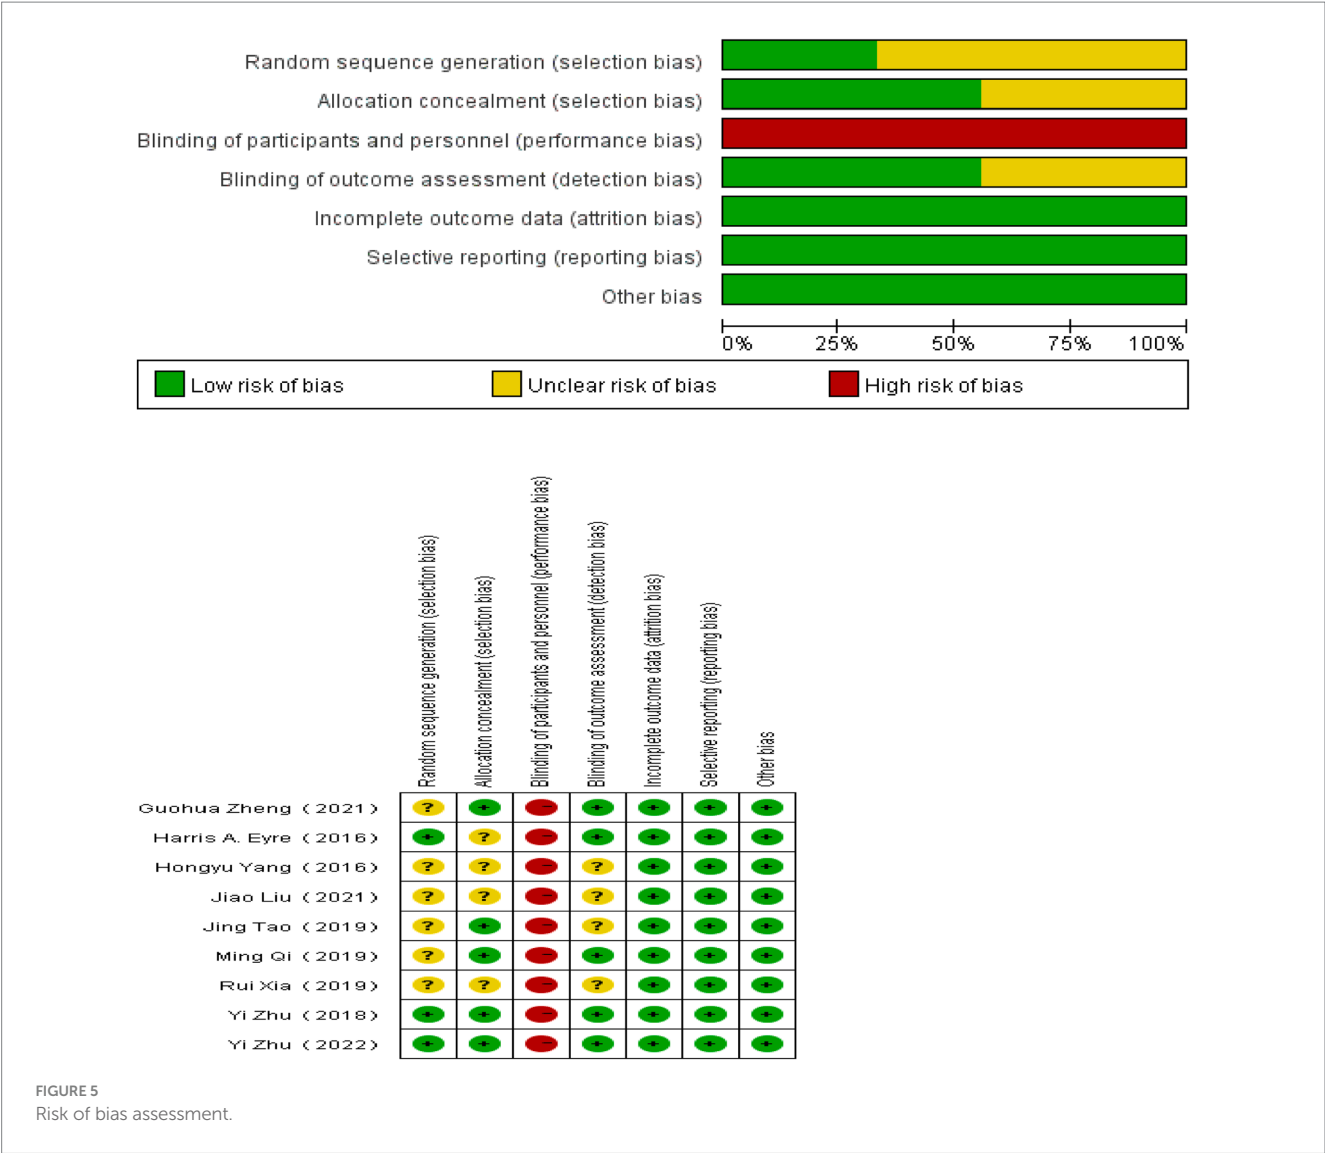 Random sequence generation (selection bias)
Allocation concealment (selection bias)
Blinding of participants and personnel (performance bias)
Blinding of outcome assessment (detection bias)
Incomplete outcome data (attrition bias)
Selective reporting (reporting bias)
Other bias
0% 25% 50% 75% 100%
Low risk of bias Unclear risk of bias High risk of bias
Random sequence generation (selection bias)
Allocation concealment (selection bias)
Blinding of participants and personnel (performance bias)
Blinding of outcome assessment (detection bias)
Incomplete outcome data (attrition bias)
Selective reporting (reporting bias)
Other bias
Guohua Zheng (2021) ? + - + + + +
Harris A. Eyre (2016) + ? - + + + +
Hongyu Yang (2016) ? ? - ? + + +
Jiao Liu (2021) ? ? - ? + + +
Jing Tao (2019) ? + - ? + + +
Ming Qi (2019) ? + - + + + +
Rui Xia (2019) ? ? - ? + + +
Yi Zhu (2018) + + - + + + +
Yi Zhu (2022) + + - + + + +
FIGURE 5
Risk of bias assessment.